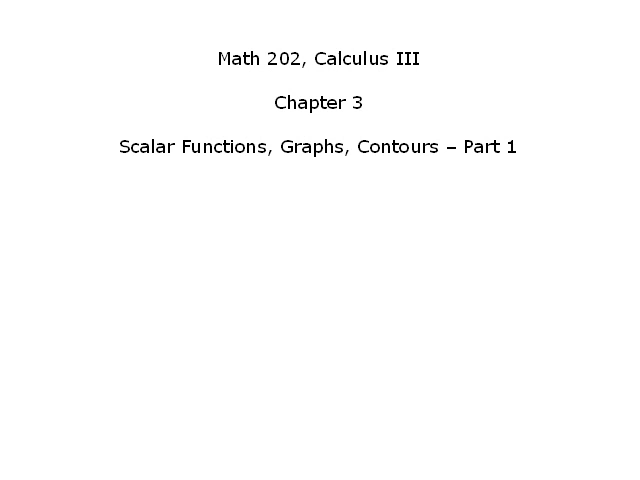 Math 202, Calculus III
Chapter 3
Scalar Functions, Graphs, Contours – Part 1